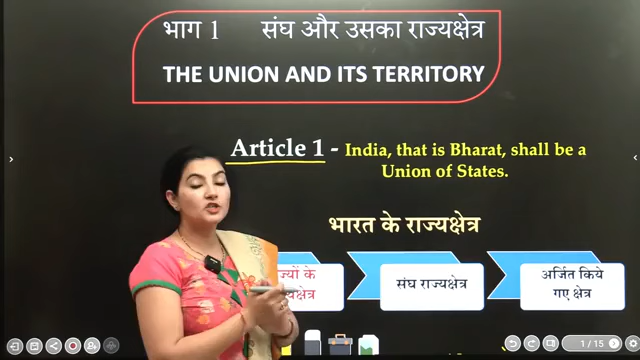 भाग 1 संघ और उसका राज्यक्षेत्र
THE UNION AND ITS TERRITORY
Article 1 - India, that is Bharat, shall be a
Union of States.
भारत के राज्यक्षेत्र
के
संघ राज्यक्षेत्र
अर्जित किये
गए क्षेत्र
1 / 15